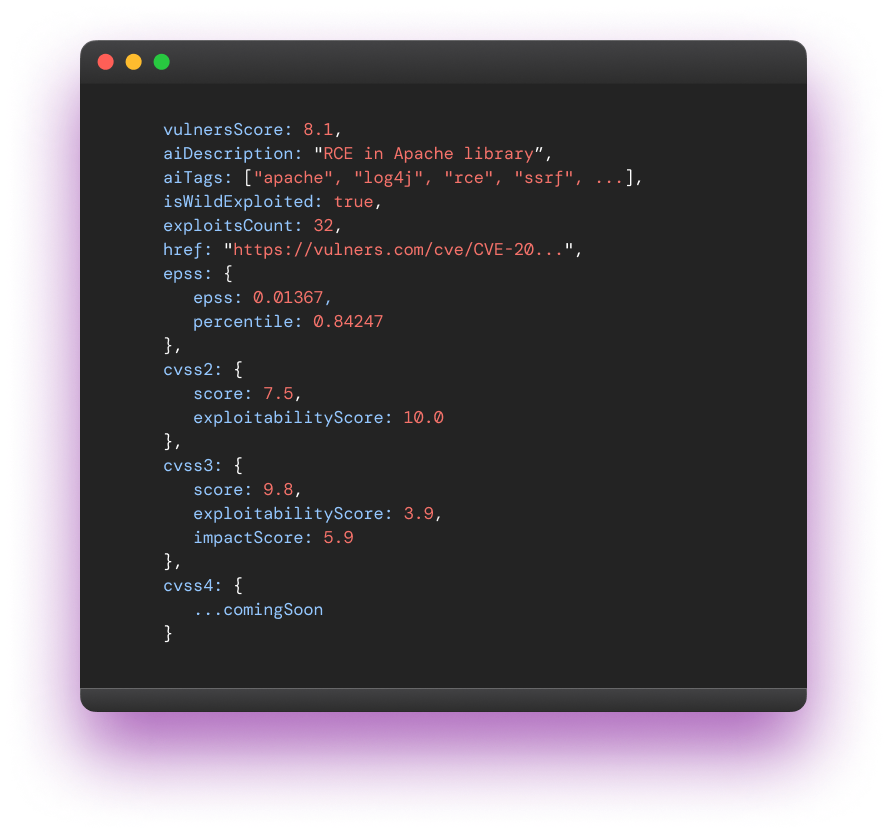 vulnersScore: 8.1,
aiDescription: "RCE in Apache library”,
aiTags: ["apache", "log4j", "rce", "ssrf", ...],
isWildExploited: true,
exploitsCount: 32,
href: "https://vulners.com/cve/CVE-20...",
epss: {
epss: 0.01367,
percentile: 0.84247
},
cvss2: {
score: 7.5,
exploitabilityScore: 10.0
},
cvss3: {
score: 9.8,
exploitabilityScore: 3.9,
impactScore: 5.9
},
cvss4: {
...comingSoon
}